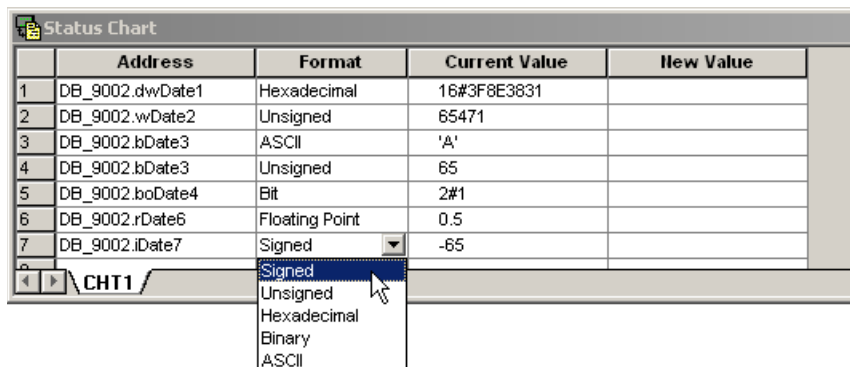 Status Chart
Address Format Current Value New Value
1 DB_9002.dwDate1 Hexadecimal 16#3F8E3831
2 DB_9002.wDate2 Unsigned 65471
3 DB_9002.bDate3 ASCII 'A'
4 DB_9002.bDate3 Unsigned 65
5 DB_9002.boDate4 Bit 2#1
6 DB_9002.rDate6 Floating Point 0.5
7 DB_9002.iDate7 Signed -65
CHT1
Signed
Unsigned
Hexadecimal
Binary
ASCII